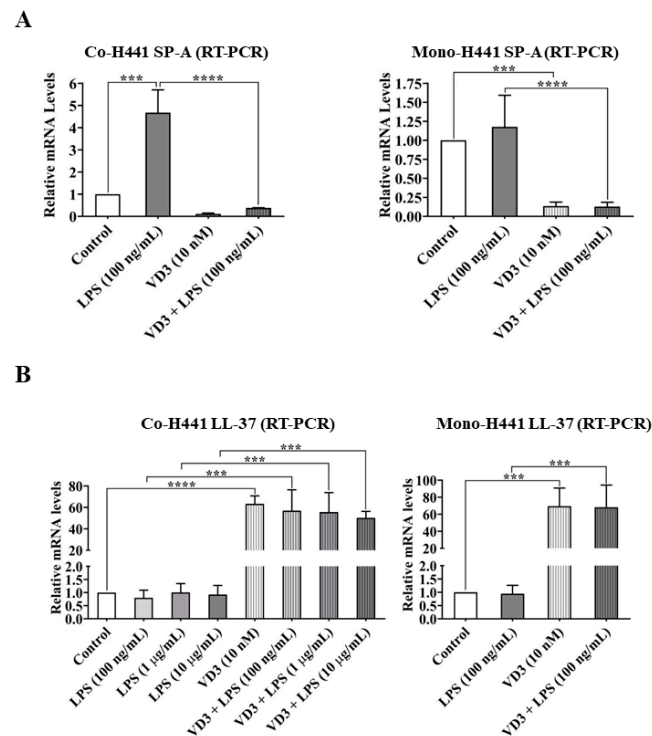 A
Co-H441 SP-A (RT-PCR)
Relative mRNA Levels
6
5
4
3
2
1
0
***
****
Control
LPS (100 ng/mL)
VD3 (10 nM)
VD3 + LPS (100 ng/mL)
Mono-H441 SP-A (RT-PCR)
Relative mRNA Levels
1.75
1.50
1.25
1.00
0.75
0.50
0.25
0.00
***
****
Control
LPS (100 ng/mL)
VD3 (10 nM)
VD3 + LPS (100 ng/mL)
B
Co-H441 LL-37 (RT-PCR)
Relative mRNA levels
80
60
40
20
2.0
1.5
1.0
0.5
0.0
***
***
***
****
Control
LPS (100 ng/mL)
LPS (1 µg/mL)
LPS (10 µg/mL)
VD3 (10 nM)
VD3 + LPS (100 ng/mL)
VD3 + LPS (1 µg/mL)
VD3 + LPS (10 µg/mL)
Mono-H441 LL-37 (RT-PCR)
Relative mRNA levels
100
80
60
40
20
2.0
1.5
1.0
0.5
0.0
***
***
Control
LPS (100 ng/mL)
VD3 (10 nM)
VD3 + LPS (100 ng/mL)